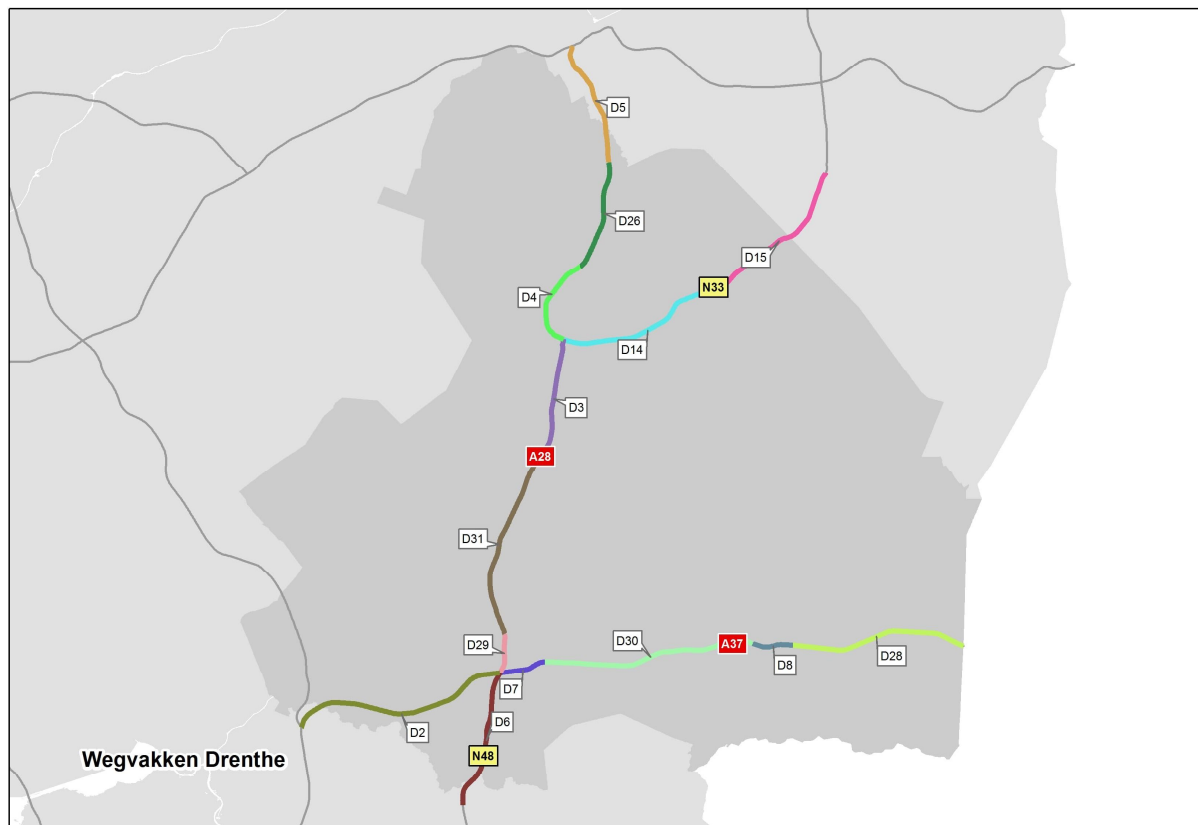 D5
D26
D15
N33
D4
D14
D3
A28
D31
D30
A37
D29
D8
D28
D7
D6
D2
N48
Wegvakken Drenthe